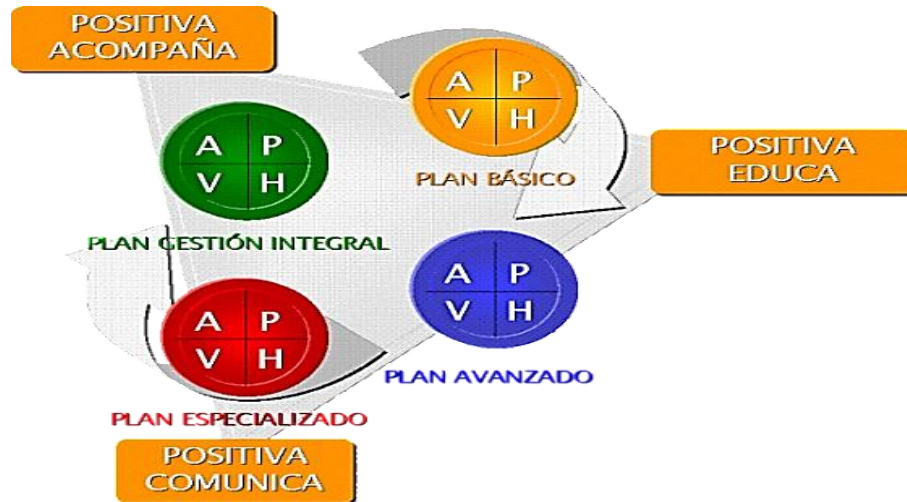 POSITIVA
ACOMPAÑA
A P
V H
PLAN BÁSICO
POSITIVA
EDUCA
A P
V H
PLAN GESTIÓN INTEGRAL
A P
V H
PLAN AVANZADO
A P
V H
PLAN ESPECIALIZADO
POSITIVA
COMUNICA